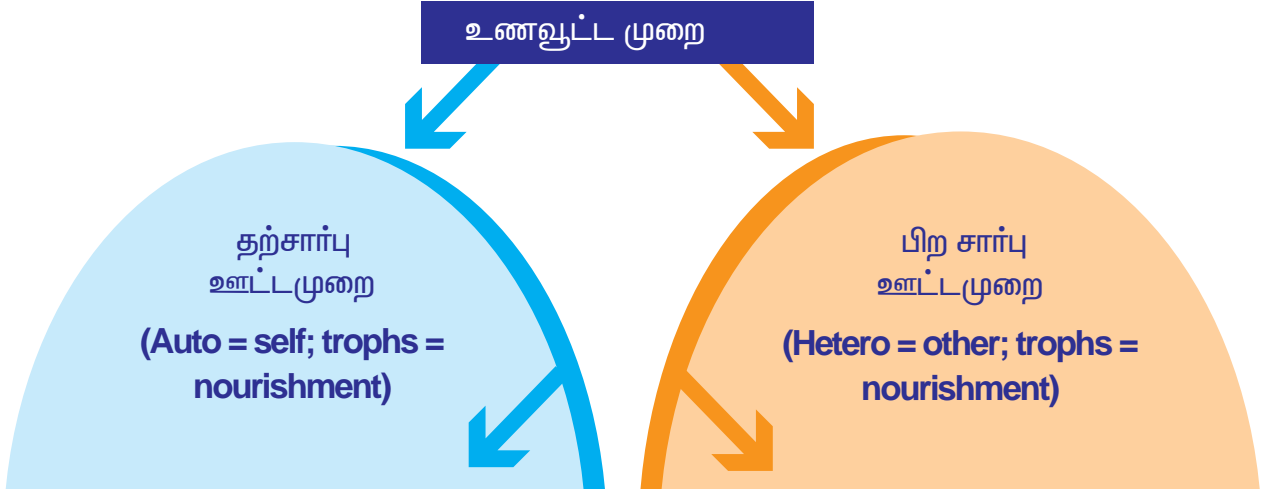 உணவூட்ட முறை
தற்சார்பு
ஊட்டமுறை
(Auto = self; trophs =
nourishment)
பிற சார்பு
ஊட்டமுறை
(Hetero = other; trophs =
nourishment)